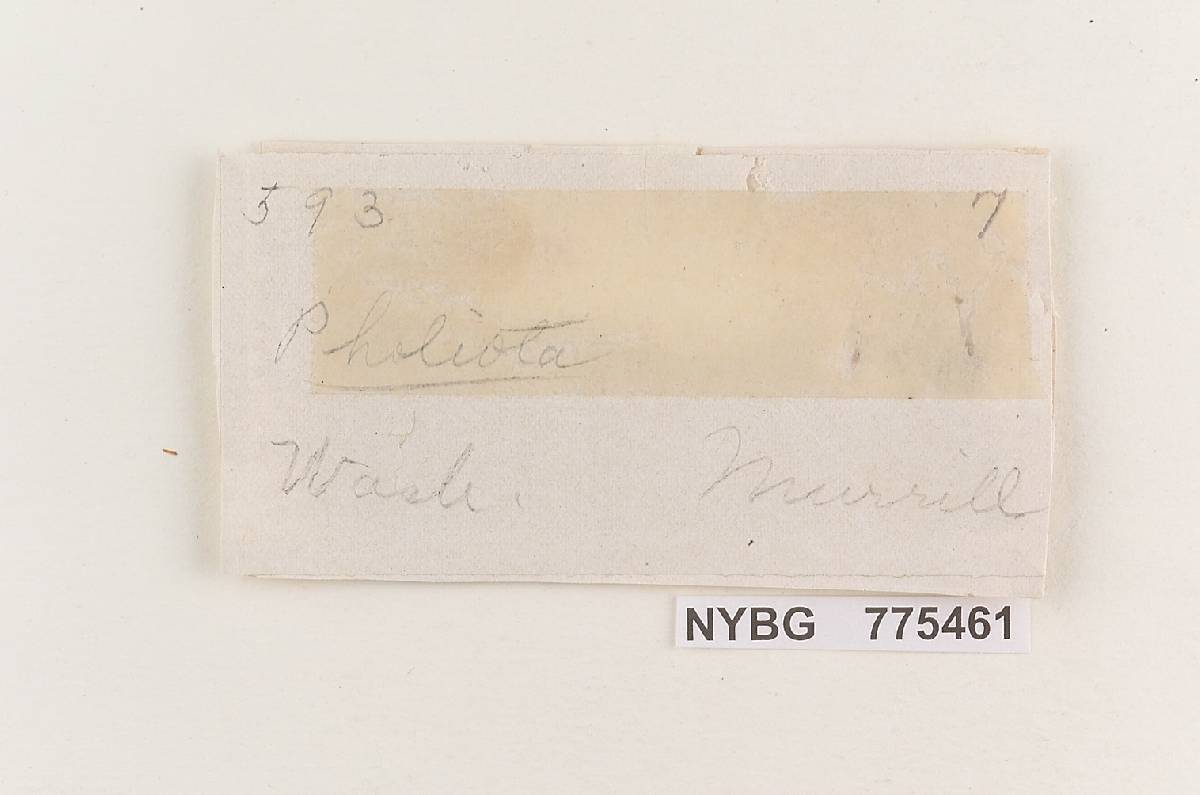 593 7
Pholiota
Wash. Murrill
NYBG 775461